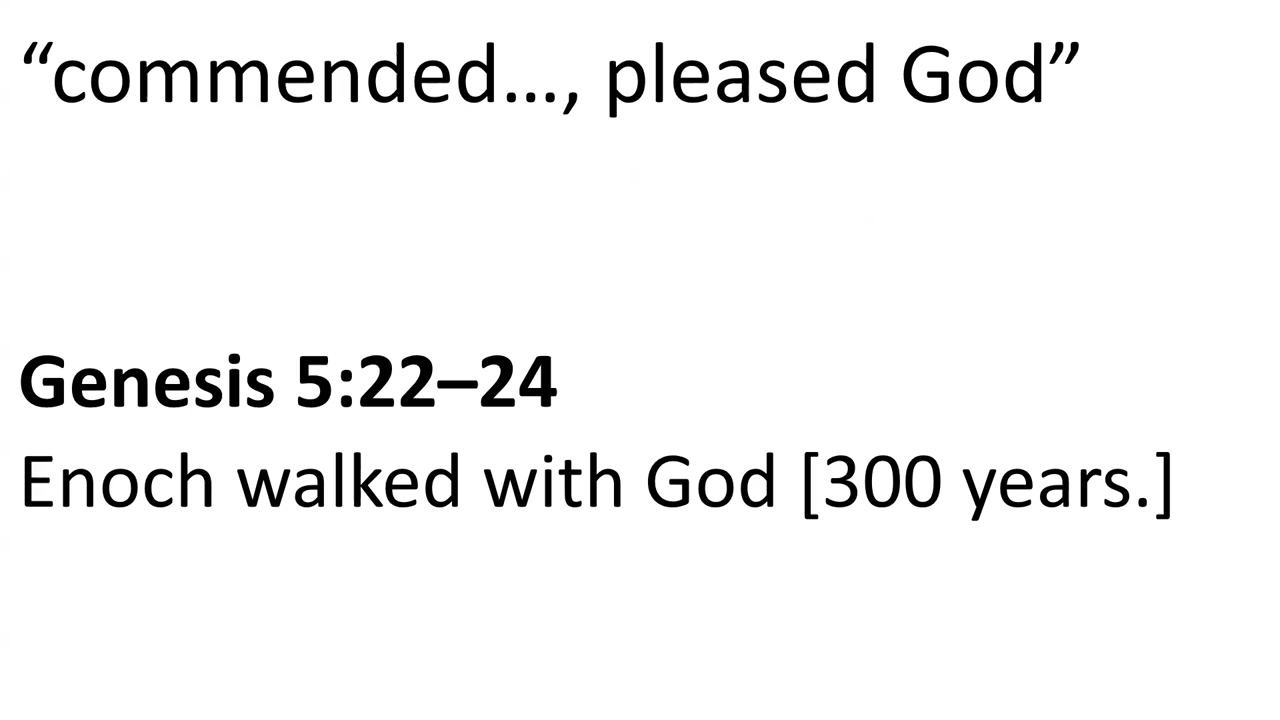 “commended…, pleased God”
Genesis 5:22–24
Enoch walked with God [300 years.]